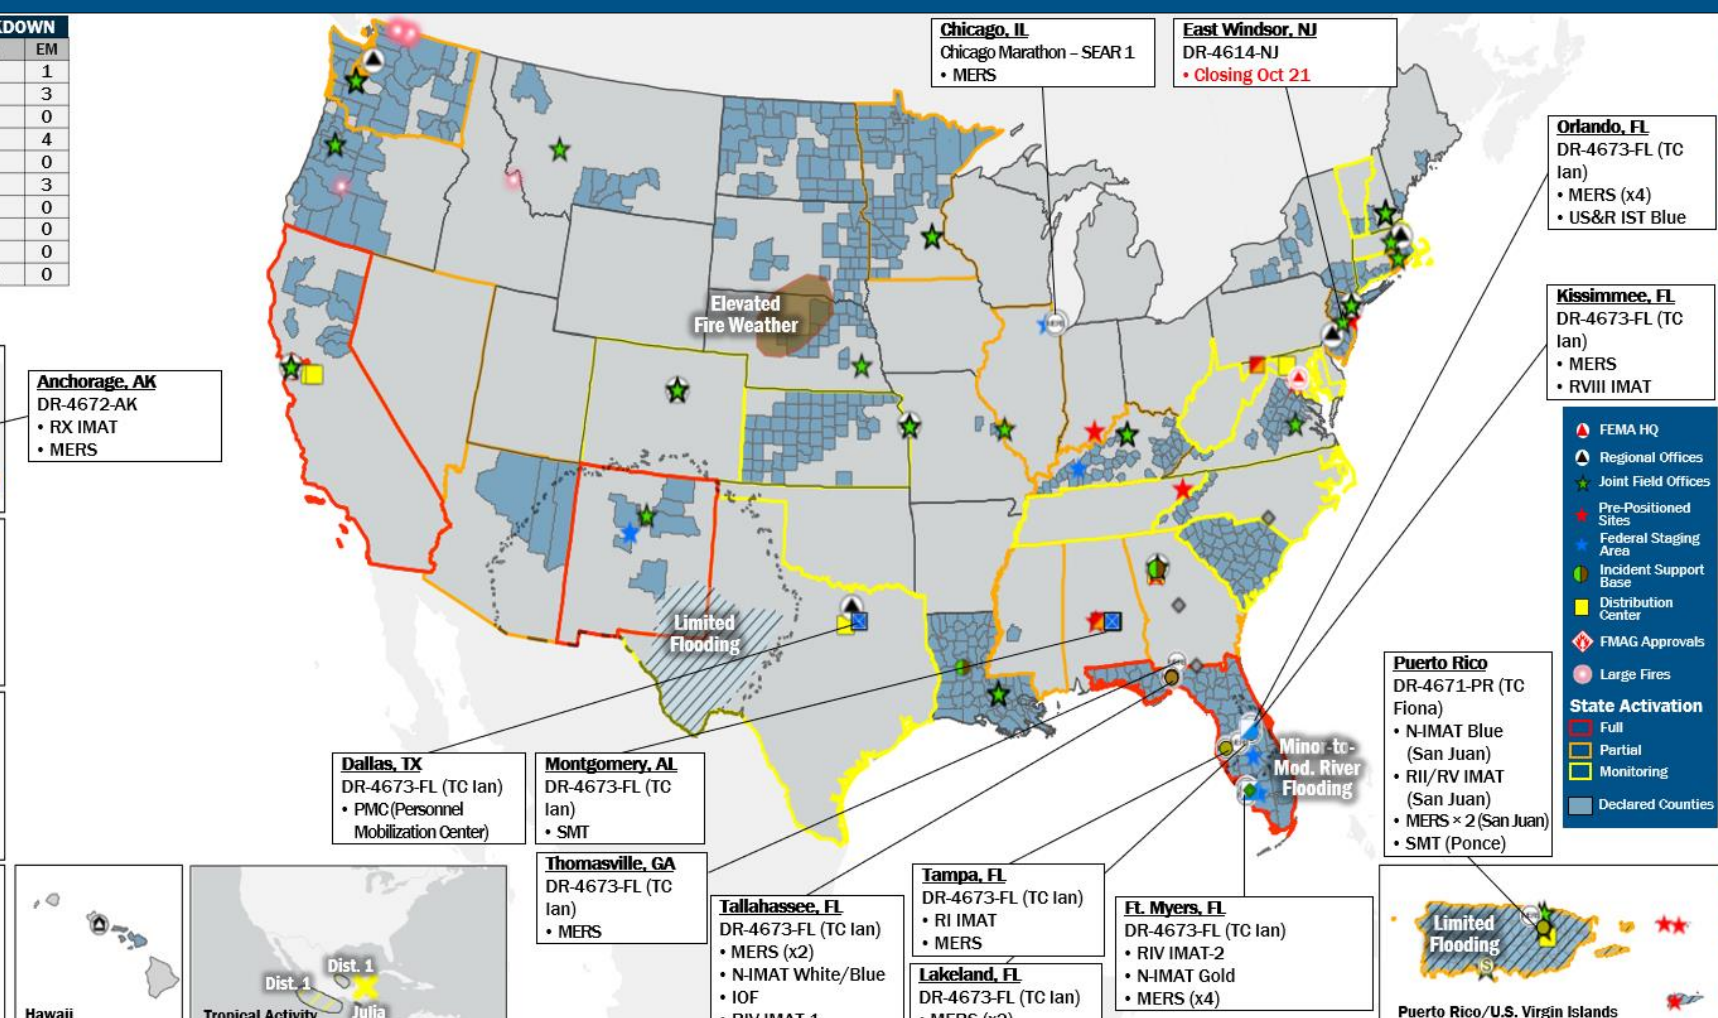 KDOWN
EM
1
3
0
4
0
3
0
0
0
0
Chicago, IL
Chicago Marathon – SEAR 1
• MERS
East Windsor, NJ
DR-4614-NJ
• Closing Oct 21
Orlando, FL
DR-4673-FL (TC
Ian)
• MERS (x4)
• US&R IST Blue
Kissimmee, FL
DR-4673-FL (TC
Ian)
• MERS
• RVIII IMAT
Anchorage, AK
DR-4672-AK
• RX IMAT
• MERS
Elevated
Fire Weather
Limited
Flooding
Minor-to-
Mod. River
Flooding
FEMA HQ
Regional Offices
Joint Field Offices
Pre-Positioned
Sites
Federal Staging
Area
Incident Support
Base
Distribution
Center
FMAG Approvals
Large Fires
State Activation
Full
Partial
Monitoring
Declared Counties
Puerto Rico
DR-4671-PR (TC
Fiona)
• N-IMAT Blue
(San Juan)
• RII/RV IMAT
(San Juan)
• MERS × 2 (San Juan)
• SMT (Ponce)
Dallas, TX
DR-4673-FL (TC Ian)
• PMC (Personnel
Mobilization Center)
Montgomery, AL
DR-4673-FL (TC
Ian)
• SMT
Thomasville, GA
DR-4673-FL (TC
Ian)
• MERS
Tallahassee, FL
DR-4673-FL (TC Ian)
• MERS (x2)
• N-IMAT White/Blue
• IOF
• RIV IMAT-1
Tampa, FL
DR-4673-FL (TC Ian)
• RI IMAT
• MERS
Lakeland, FL
DR-4673-FL (TC Ian)
• MERS (x2)
Ft. Myers, FL
DR-4673-FL (TC Ian)
• RIV IMAT-2
• N-IMAT Gold
• MERS (x4)
Hawaii
Dist. 1
Dist. 1
Julia
Tropical Activity
Limited
Flooding
S
Puerto Rico/U.S. Virgin Islands